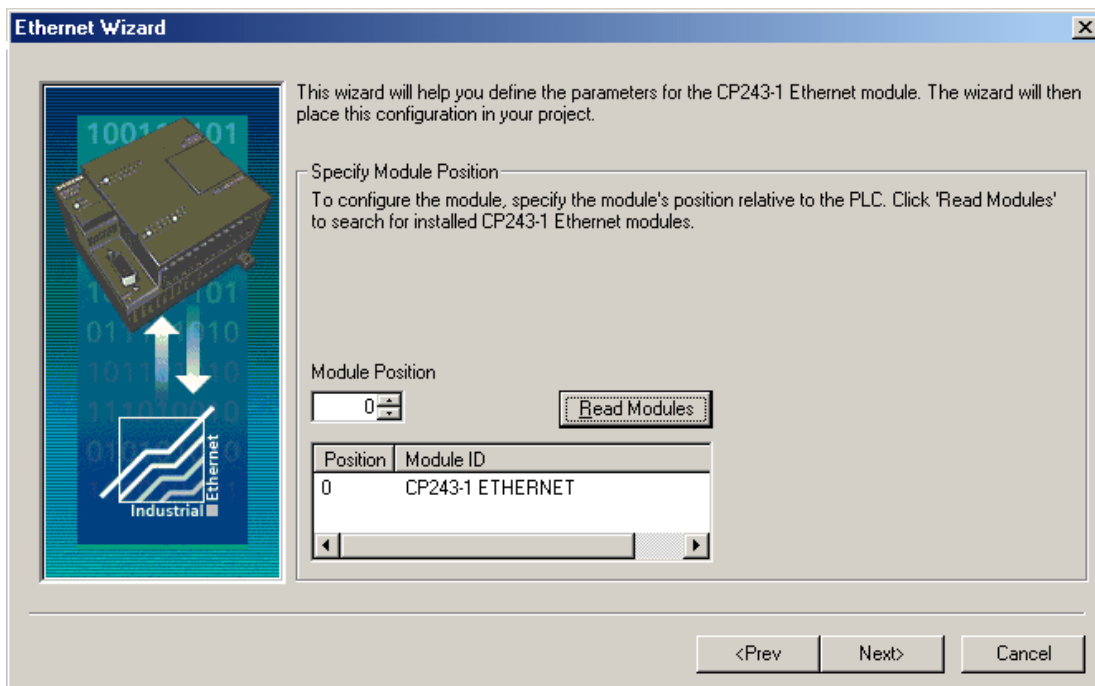 Ethernet Wizard
This wizard will help you define the parameters for the CP243-1 Ethernet module. The wizard will then
place this configuration in your project.
Specify Module Position
To configure the module, specify the module's position relative to the PLC. Click 'Read Modules'
to search for installed CP243-1 Ethernet modules.
Module Position
0
Read Modules
Position Module ID
0 CP243-1 ETHERNET
Industrial
Ethernet
<Prev Next> Cancel